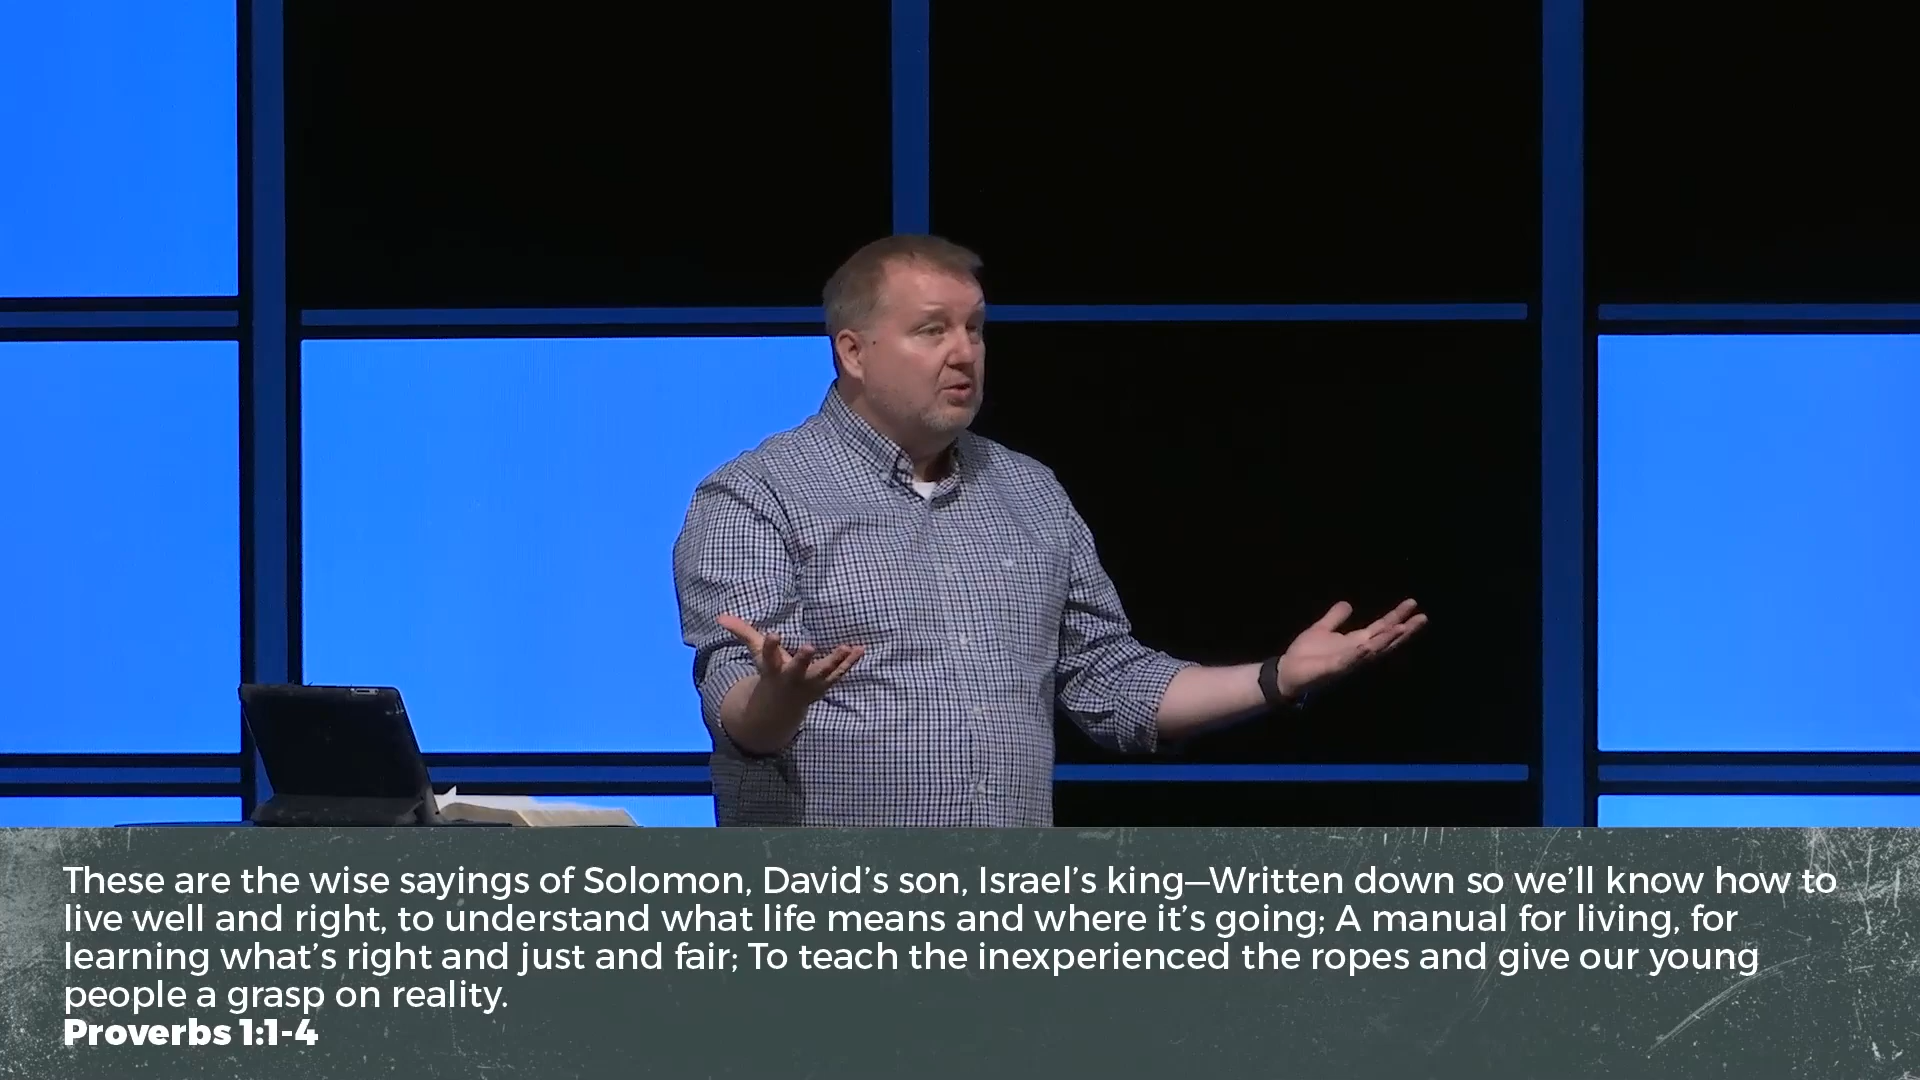 These are the wise sayings of Solomon, David’s son, Israel’s king—Written down so we’ll know how to
live well and right, to understand what life means and where it’s going; A manual for living, for
learning what’s right and just and fair; To teach the inexperienced the ropes and give our young
people a grasp on reality.
Proverbs 1:1-4